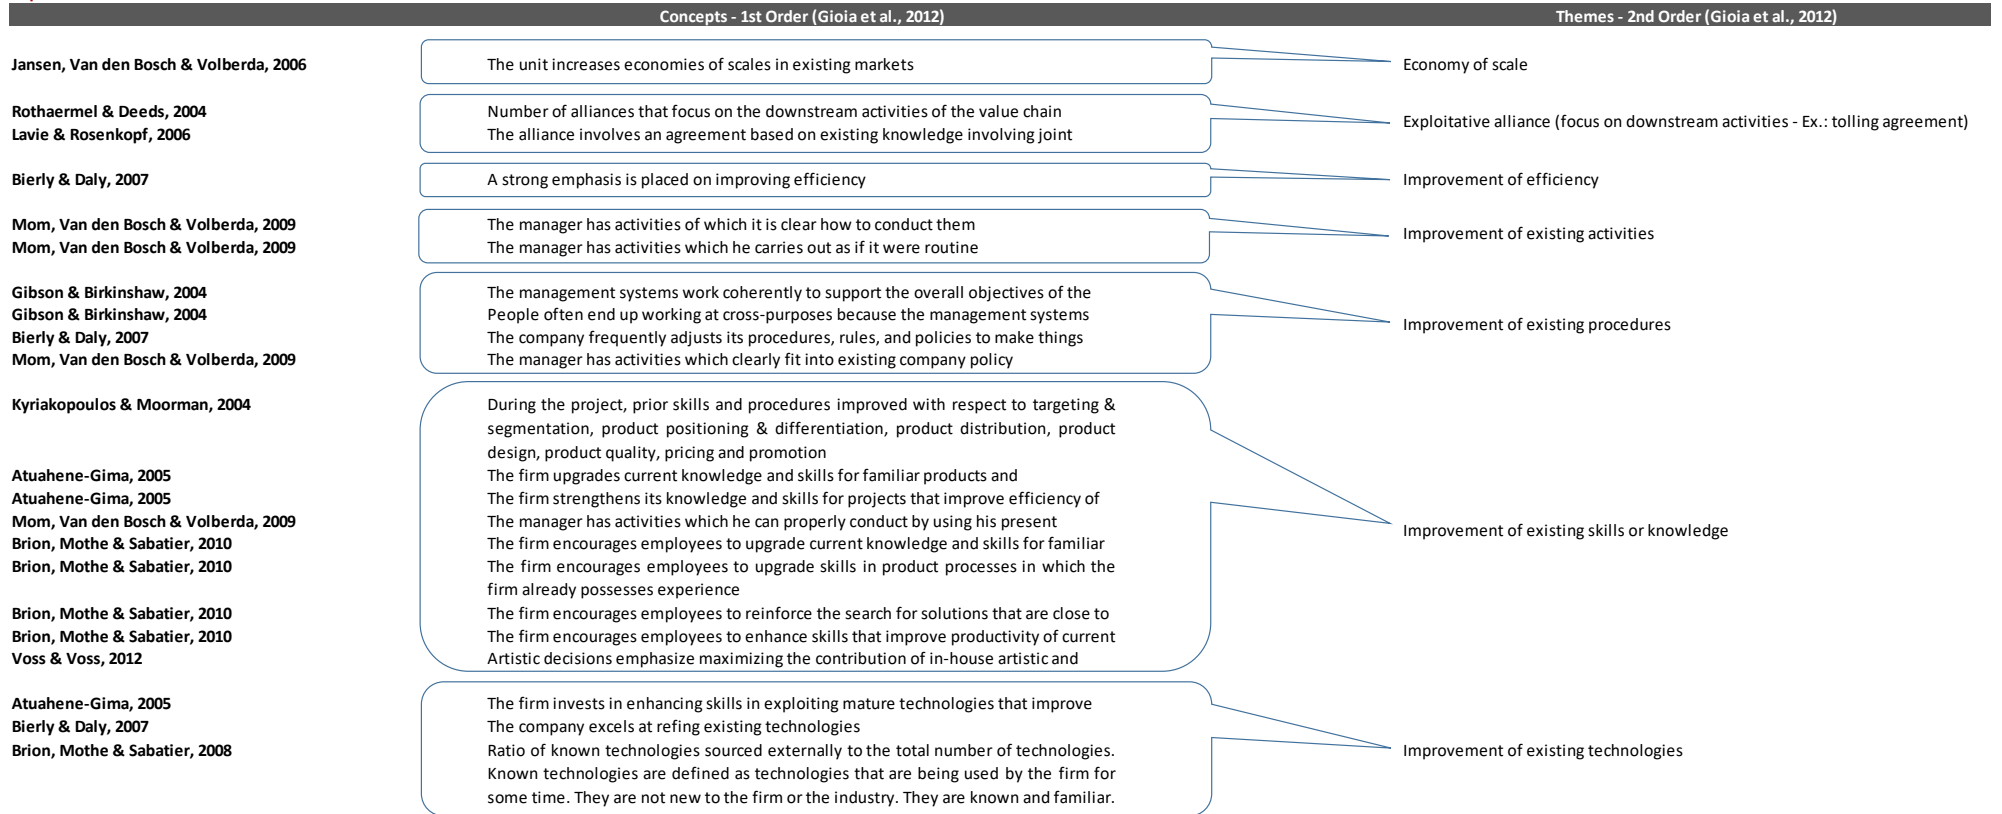 Concepts - 1st Order (Gioia et al., 2012) Themes - 2nd Order (Gioia et al., 2012)
Jansen, Van den Bosch & Volberda, 2006 The unit increases economies of scales in existing markets Economy of scale
Rothaermel & Deeds, 2004 Number of alliances that focus on the downstream activities of the value chain
Exploitative alliance (focus on downstream activities - Ex.: tolling agreement)
Lavie & Rosenkopf, 2006 The alliance involves an agreement based on existing knowledge involving joint
Bierly & Daly, 2007 A strong emphasis is placed on improving efficiency Improvement of efficiency
Mom, Van den Bosch & Volberda, 2009 The manager has activities of which it is clear how to conduct them
Improvement of existing activities
Mom, Van den Bosch & Volberda, 2009 The manager has activities which he carries out as if it were routine
Gibson & Birkinshaw, 2004 The management systems work coherently to support the overall objectives of the
Gibson & Birkinshaw, 2004 People often end up working at cross-purposes because the management systems
Improvement of existing procedures
Bierly & Daly, 2007 The company frequently adjusts its procedures, rules, and policies to make things
Mom, Van den Bosch & Volberda, 2009 The manager has activities which clearly fit into existing company policy
Kyriakopoulos & Moorman, 2004 During the project, prior skills and procedures improved with respect to targeting &
segmentation, product positioning & differentiation, product distribution, product
design, product quality, pricing and promotion
Atuahene-Gima, 2005 The firm upgrades current knowledge and skills for familiar products and
Atuahene-Gima, 2005 The firm strengthens its knowledge and skills for projects that improve efficiency of
Mom, Van den Bosch & Volberda, 2009 The manager has activities which he can properly conduct by using his present
Improvement of existing skills or knowledge
Brion, Mothe & Sabatier, 2010 The firm encourages employees to upgrade current knowledge and skills for familiar
Brion, Mothe & Sabatier, 2010 The firm encourages employees to upgrade skills in product processes in which the
firm already possesses experience
Brion, Mothe & Sabatier, 2010 The firm encourages employees to reinforce the search for solutions that are close to
Brion, Mothe & Sabatier, 2010 The firm encourages employees to enhance skills that improve productivity of current
Voss & Voss, 2012 Artistic decisions emphasize maximizing the contribution of in-house artistic and
Atuahene-Gima, 2005 The firm invests in enhancing skills in exploiting mature technologies that improve
Bierly & Daly, 2007 The company excels at refing existing technologies
Brion, Mothe & Sabatier, 2008 Ratio of known technologies sourced externally to the total number of technologies. Improvement of existing technologies
Known technologies are defined as technologies that are being used by the firm for
some time. They are not new to the firm or the industry. They are known and familiar.